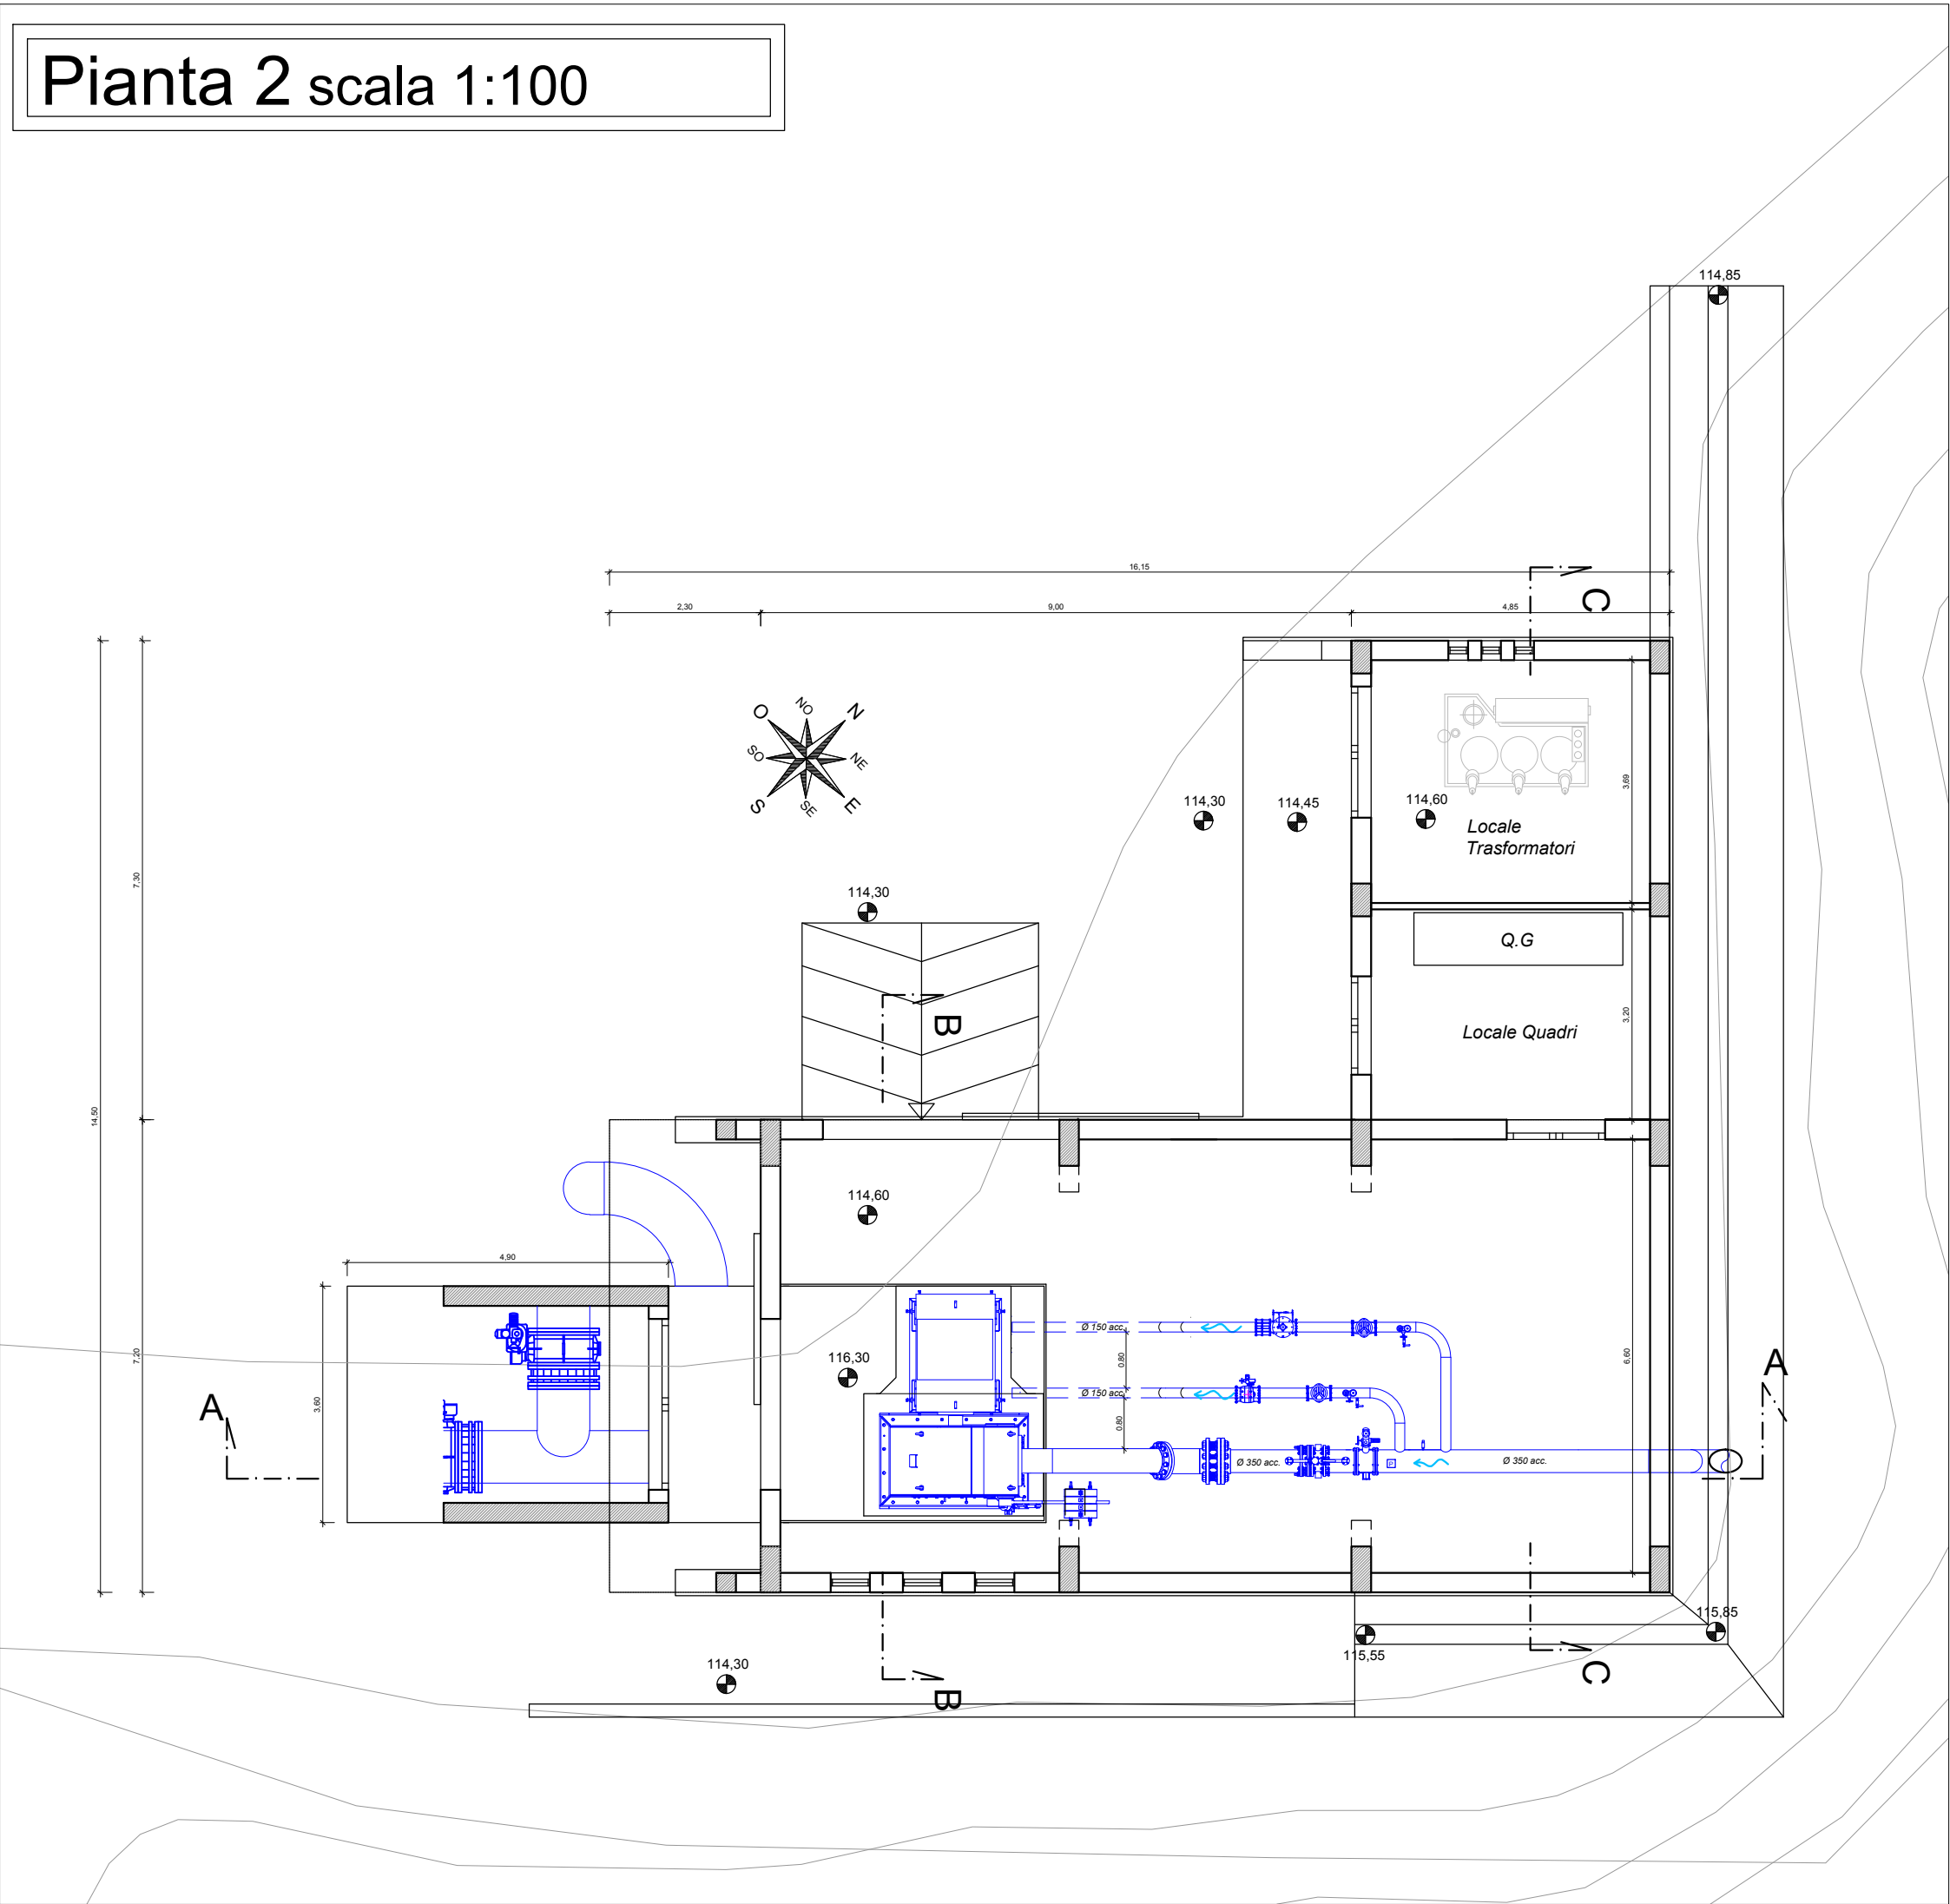 Pianta 2 scala 1:100
114,85
16,15
2,30
9,00
4,85
C
O
NO
N
SO
NE
S
SE
E
114,30
114,45
114,60
3,69
Locale
Trasformatori
7,30
114,30
Q.G
B
3,20
Locale Quadri
14,50
114,60
4,90
Ø 150 acc.
0.80
116,30
7,20
6,60
A
Ø 150 acc.
3,60
A
0.80
Ø 350 acc.
P
Ø 350 acc.
115,85
115,55
114,30
C
B